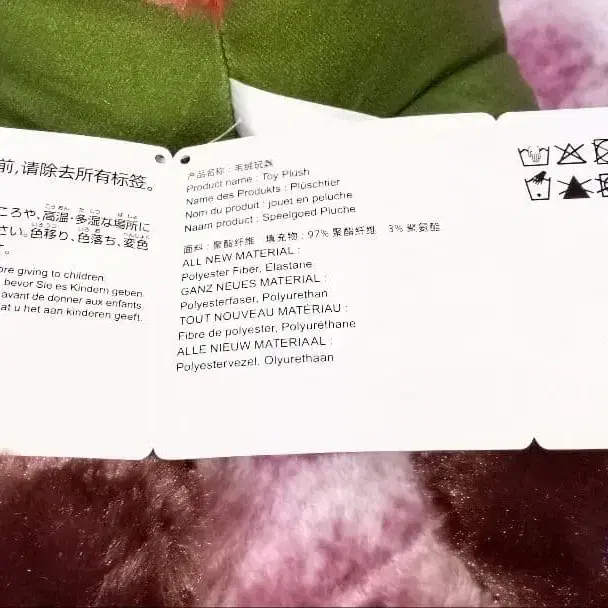 前,请除去所有标签。
ころや、高温・多湿な場所に
さい。色移り、色落ち、変色
ore giving to children.
bevor Sie es Kindern geben.
avant de donner aux enfants.
at u het aan kinderen geeft.
产品名称：毛绒玩具
Product name : Toy Plush
Name des Produkts : Plüschtier
Nom du produit : jouet en peluche
Naam product : Speelgoed Pluche
面料：聚酯纤维 填充物：97% 聚酯纤维 3% 聚氨酯
ALL NEW MATERIAL :
Polyester Fiber, Elastane
GANZ NEUES MATERIAL :
Polyesterfaser, Polyurethan
TOUT NOUVEAU MATÉRIAU :
Fibre de polyester, Polyuréthane
ALLE NIEUW MATERIAAL :
Polyestervezel, Olyurethaan